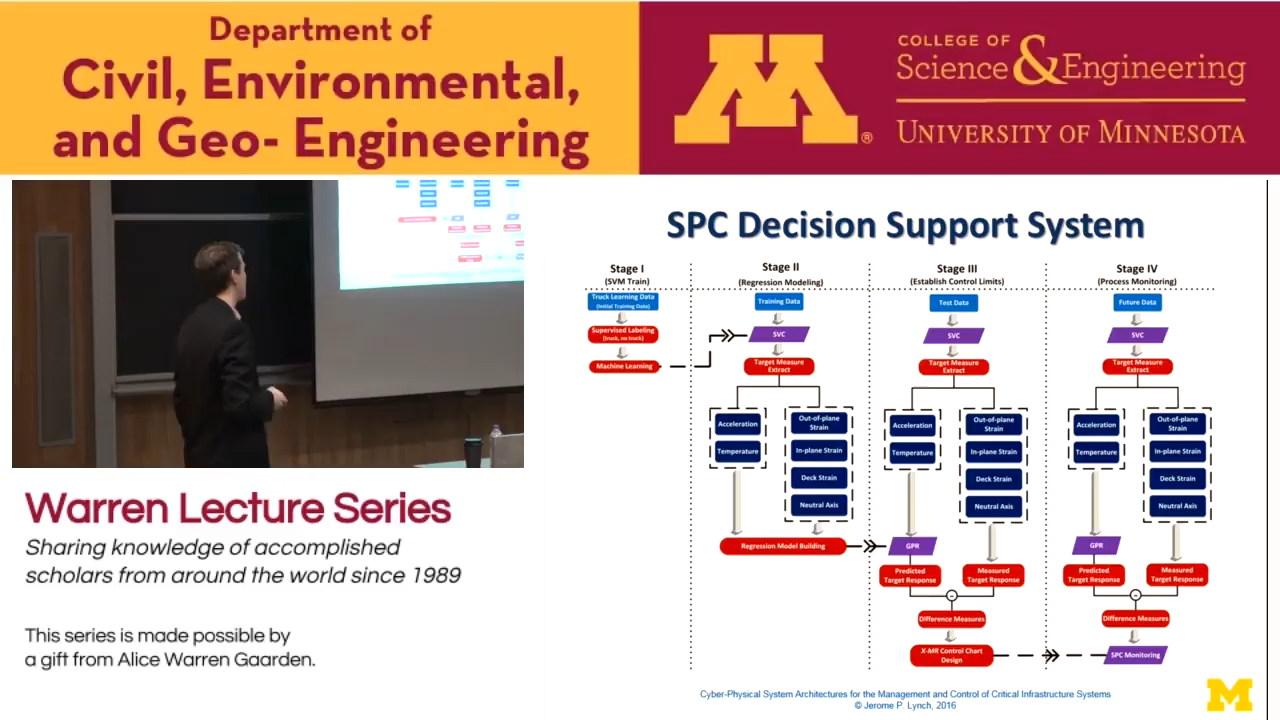 Department of
Civil, Environmental,
and Geo- Engineering
COLLEGE OF
Science & Engineering
UNIVERSITY OF MINNESOTA
Warren Lecture Series
Sharing knowledge of accomplished
scholars from around the world since 1989
This series is made possible by
a gift from Alice Warren Gaarden.
SPC Decision Support System
Stage I
(SVM Train)
Truck Learning Data
(Initial Training Data)
Supervised Labeling
(truck, no truck)
Machine Learning
Stage II
(Regression Modeling)
Training Data
SVC
Target Measure
Extract
Acceleration
Temperature
Out-of-plane
Strain
In-plane Strain
Deck Strain
Neutral Axis
Regression Model Building
Stage III
(Establish Control Limits)
Test Data
SVC
Target Measure
Extract
Acceleration
Temperature
Out-of-plane
Strain
In-plane Strain
Deck Strain
Neutral Axis
GPR
Predicted
Target Response
Measured
Target Response
Difference Measures
X-MR Control Chart
Design
Stage IV
(Process Monitoring)
Future Data
SVC
Target Measure
Extract
Acceleration
Temperature
Out-of-plane
Strain
In-plane Strain
Deck Strain
Neutral Axis
GPR
Predicted
Target Response
Measured
Target Response
Difference Measures
SPC Monitoring
Cyber-Physical System Architectures for the Management and Control of Critical Infrastructure Systems
© Jerome P. Lynch, 2016